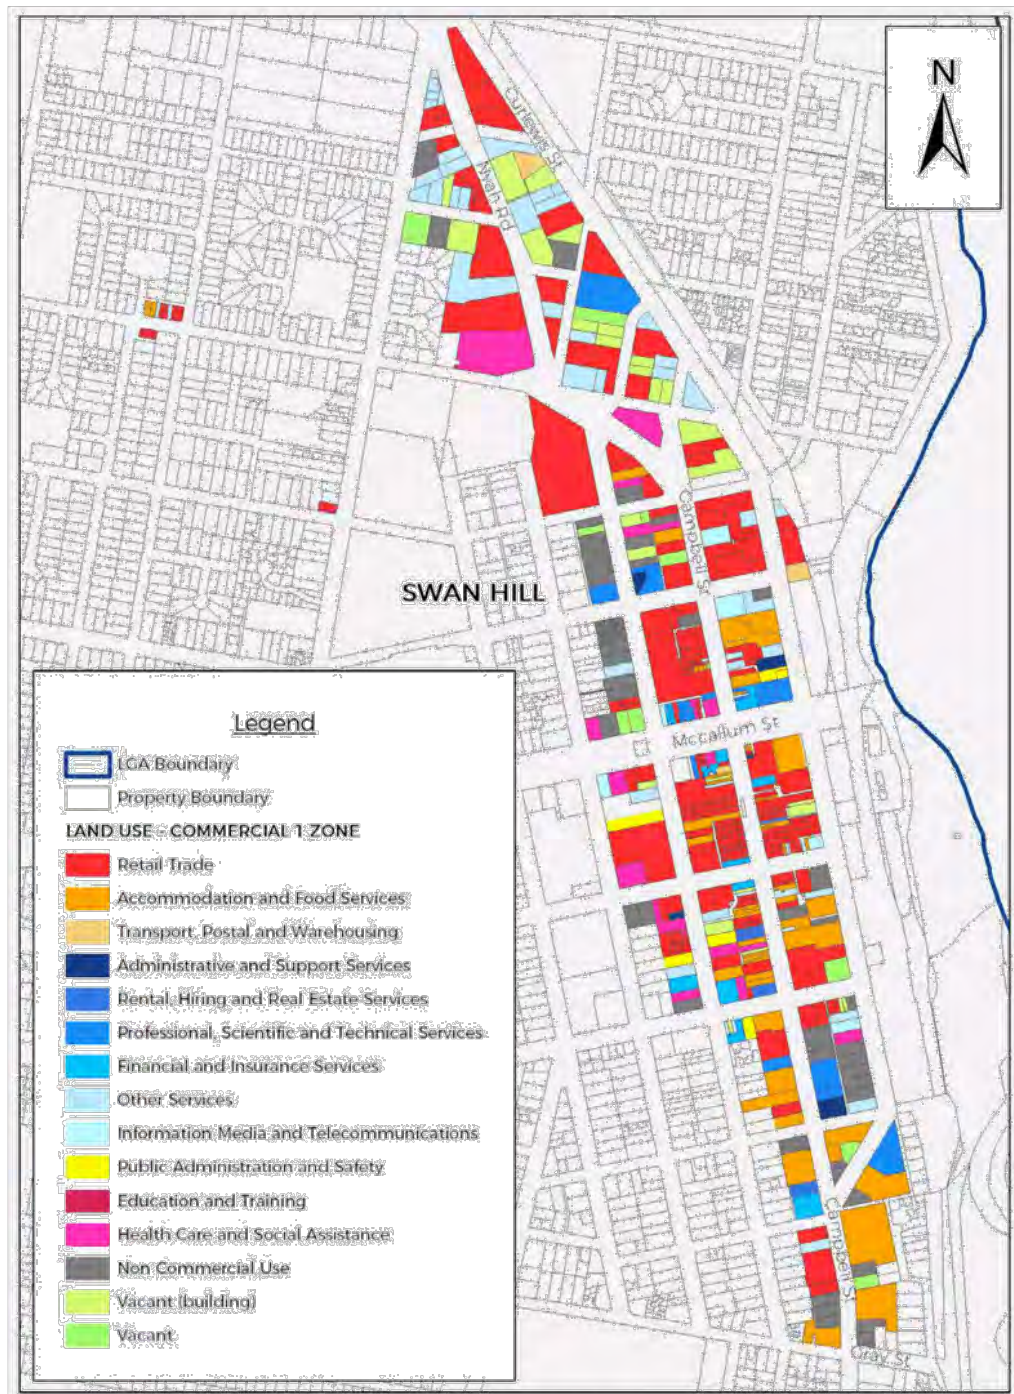 N
Curlewis St
Nyah Rd
Campbell St
SWAN HILL
Mccallum St
Legend
LGA Boundary
Property Boundary
LAND USE - COMMERCIAL 1 ZONE
Retail Trade
Accommodation and Food Services
Transport, Postal and Warehousing
Administrative and Support Services
Rental, Hiring and Real Estate Services
Professional, Scientific and Technical Services
Financial and Insurance Services
Other Services
Information Media and Telecommunications
Public Administration and Safety
Education and Training
Health Care and Social Assistance
Non Commercial Use
Vacant (building)
Vacant
Campbell St
Gray St